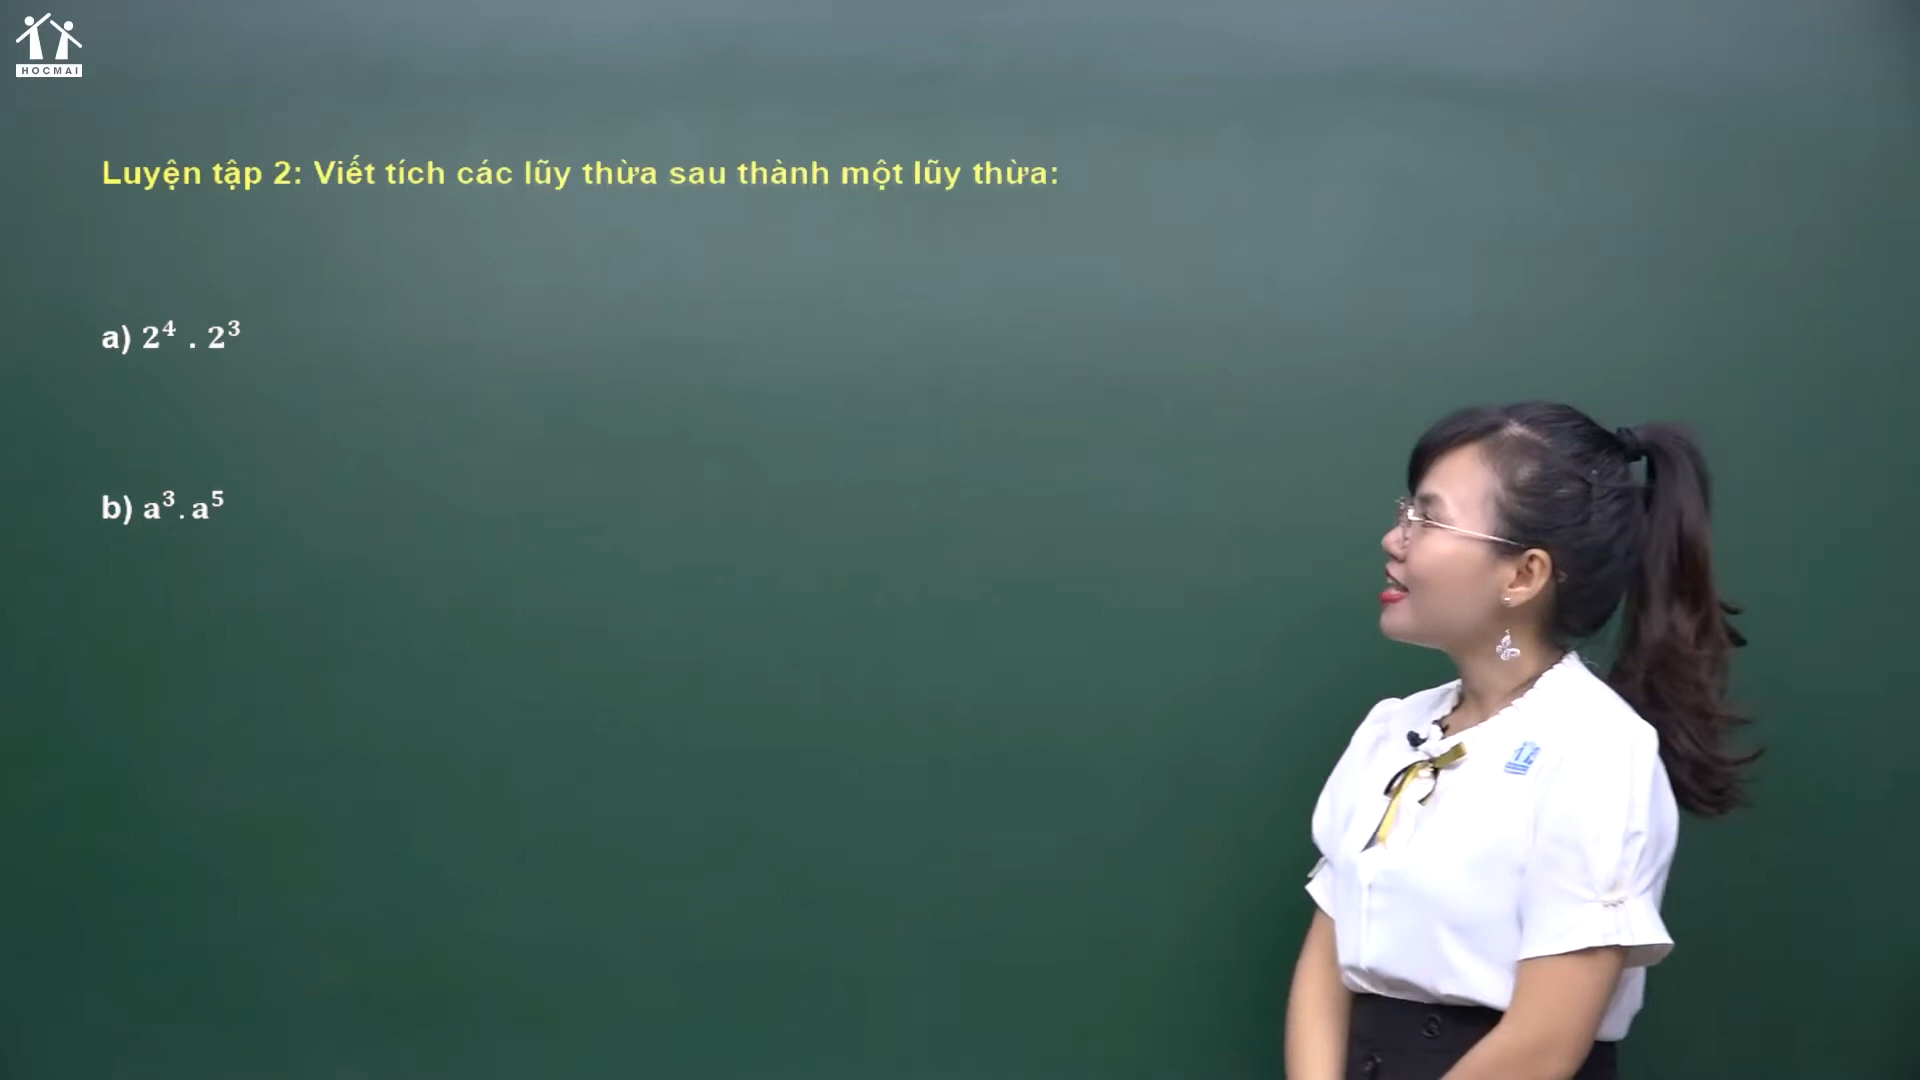 HOCMAI
Luyện tập 2: Viết tích các lũy thừa sau thành một lũy thừa:
a) 2⁴ . 2³
b) a³. a⁵